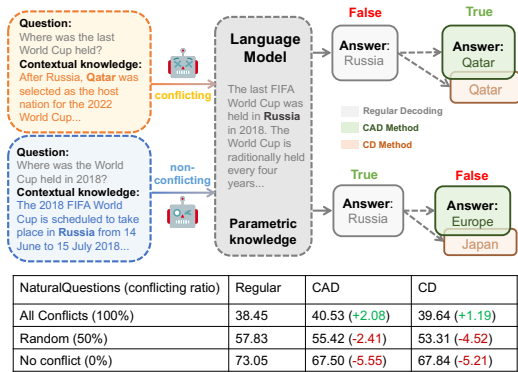 Question:
Where was the last
World Cup held?
Contextual knowledge:
After Russia, Qatar was
selected as the host
nation for the 2022
World Cup...
conflicting
Question:
Where was the World
Cup held in 2018?
Contextual knowledge:
The 2018 FIFA World
Cup is scheduled to take
place in Russia from 14
June to 15 July 2018...
non-
conflicting
Language
Model
The last FIFA
World Cup was
held in Russia
in 2018. The
World Cup is
raditionally held
every four
years...
Parametric
knowledge
False
Answer:
Russia
True
Answer:
Qatar
Qatar
Regular Decoding
CAD Method
CD Method
True
Answer:
Russia
False
Answer:
Europe
Japan
NaturalQuestions (conflicting ratio) Regular CAD CD
All Conflicts (100%) 38.45 40.53 (+2.08) 39.64 (+1.19)
Random (50%) 57.83 55.42 (-2.41) 53.31 (-4.52)
No conflict (0%) 73.05 67.50 (-5.55) 67.84 (-5.21)